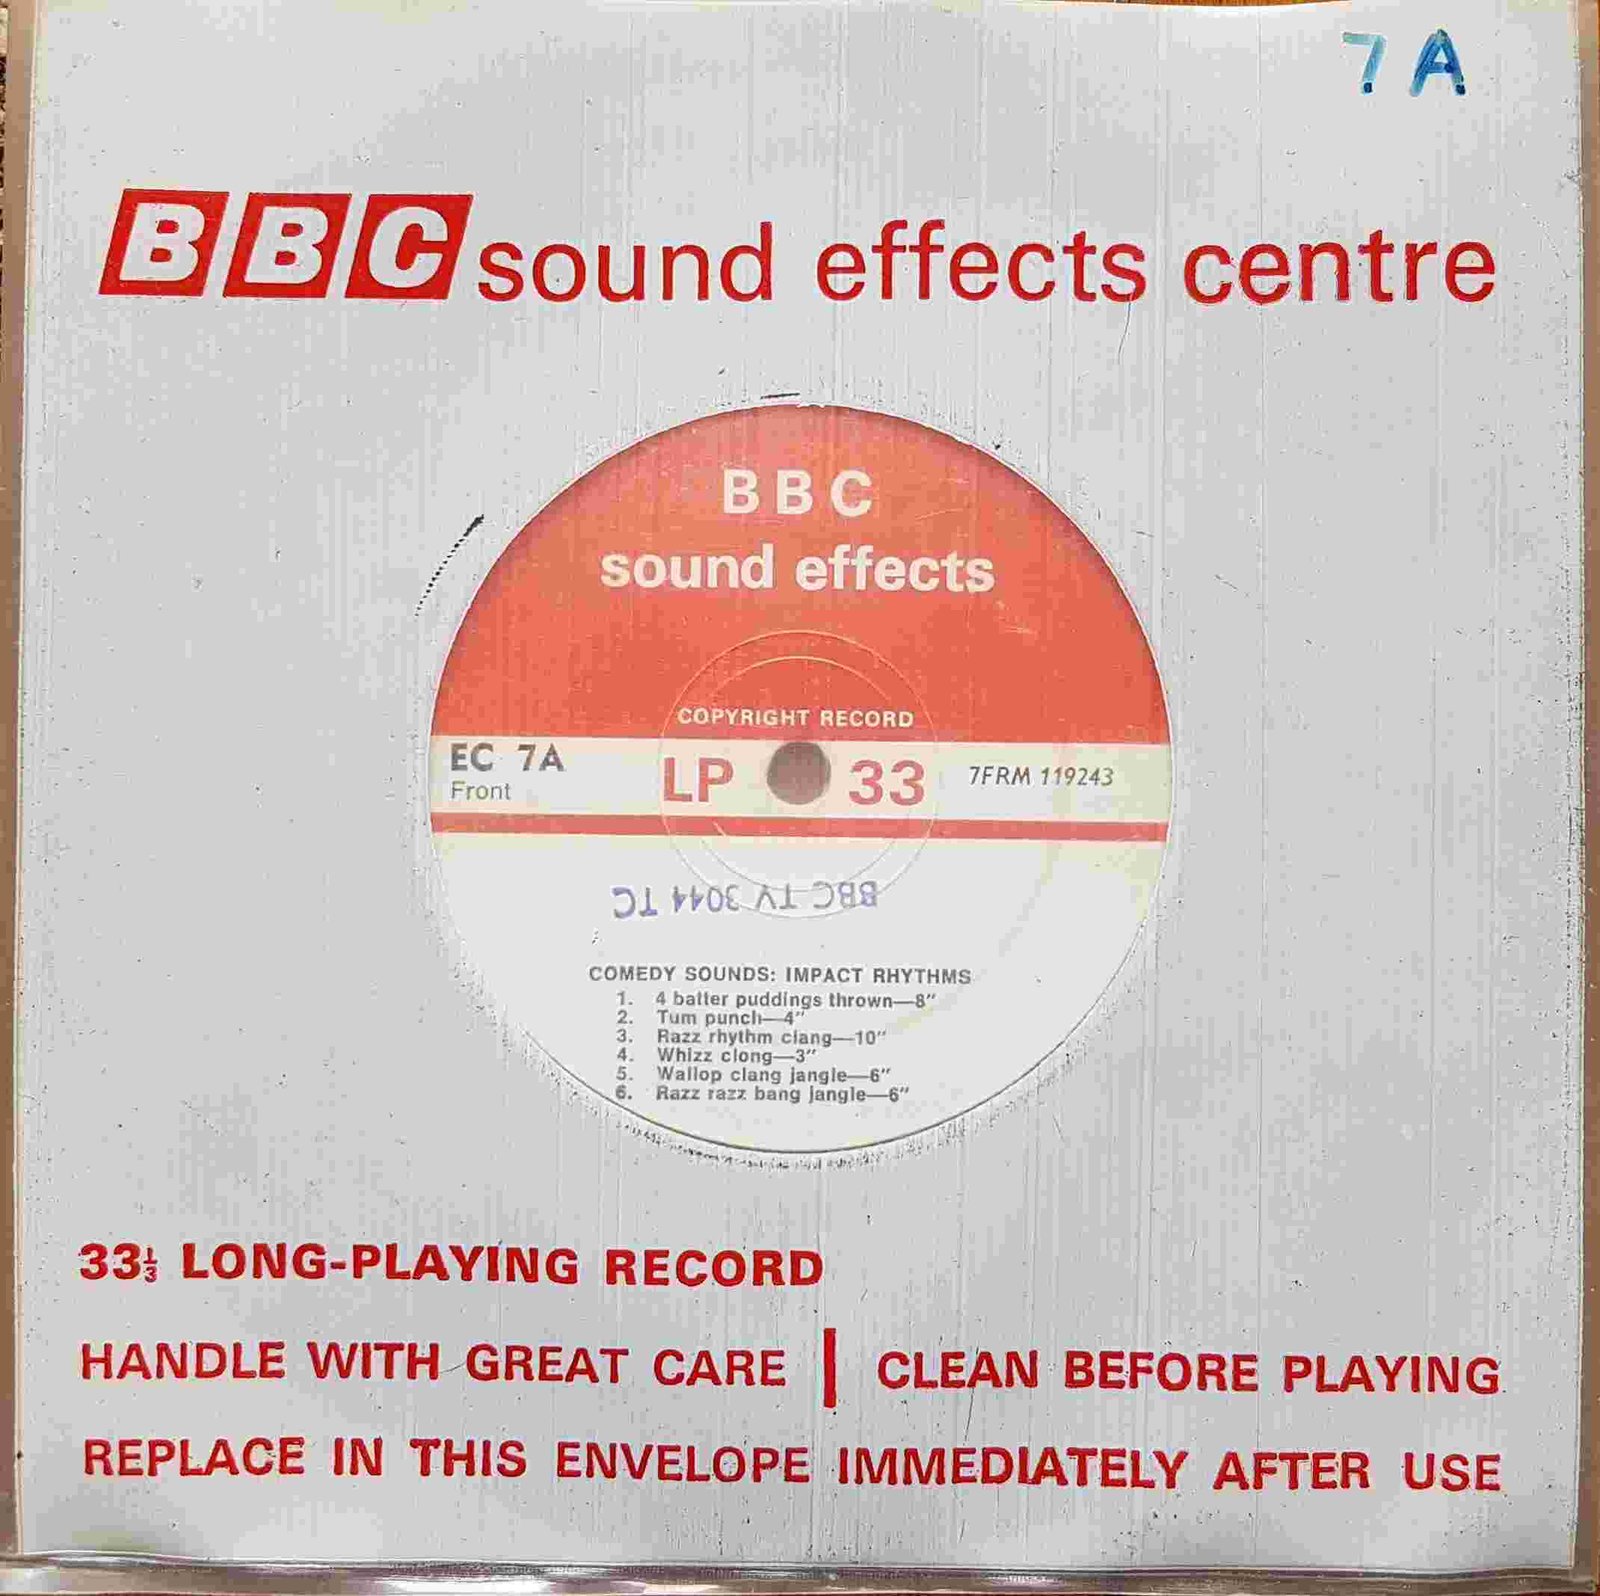 7A
BBC sound effects centre
BBC
sound effects
COPYRIGHT RECORD
EC 7A
Front
LP 33
7FRM 119243
BBC TV 3044 TC
COMEDY SOUNDS: IMPACT RHYTHMS
1. 4 batter puddings thrown—8"
2. Tum punch—4"
3. Razz rhythm clang—10"
4. Whizz clong—3"
5. Wallop clang jangle—6"
6. Razz razz bang jangle—6"
33⅓ LONG-PLAYING RECORD
HANDLE WITH GREAT CARE | CLEAN BEFORE PLAYING
REPLACE IN THIS ENVELOPE IMMEDIATELY AFTER USE